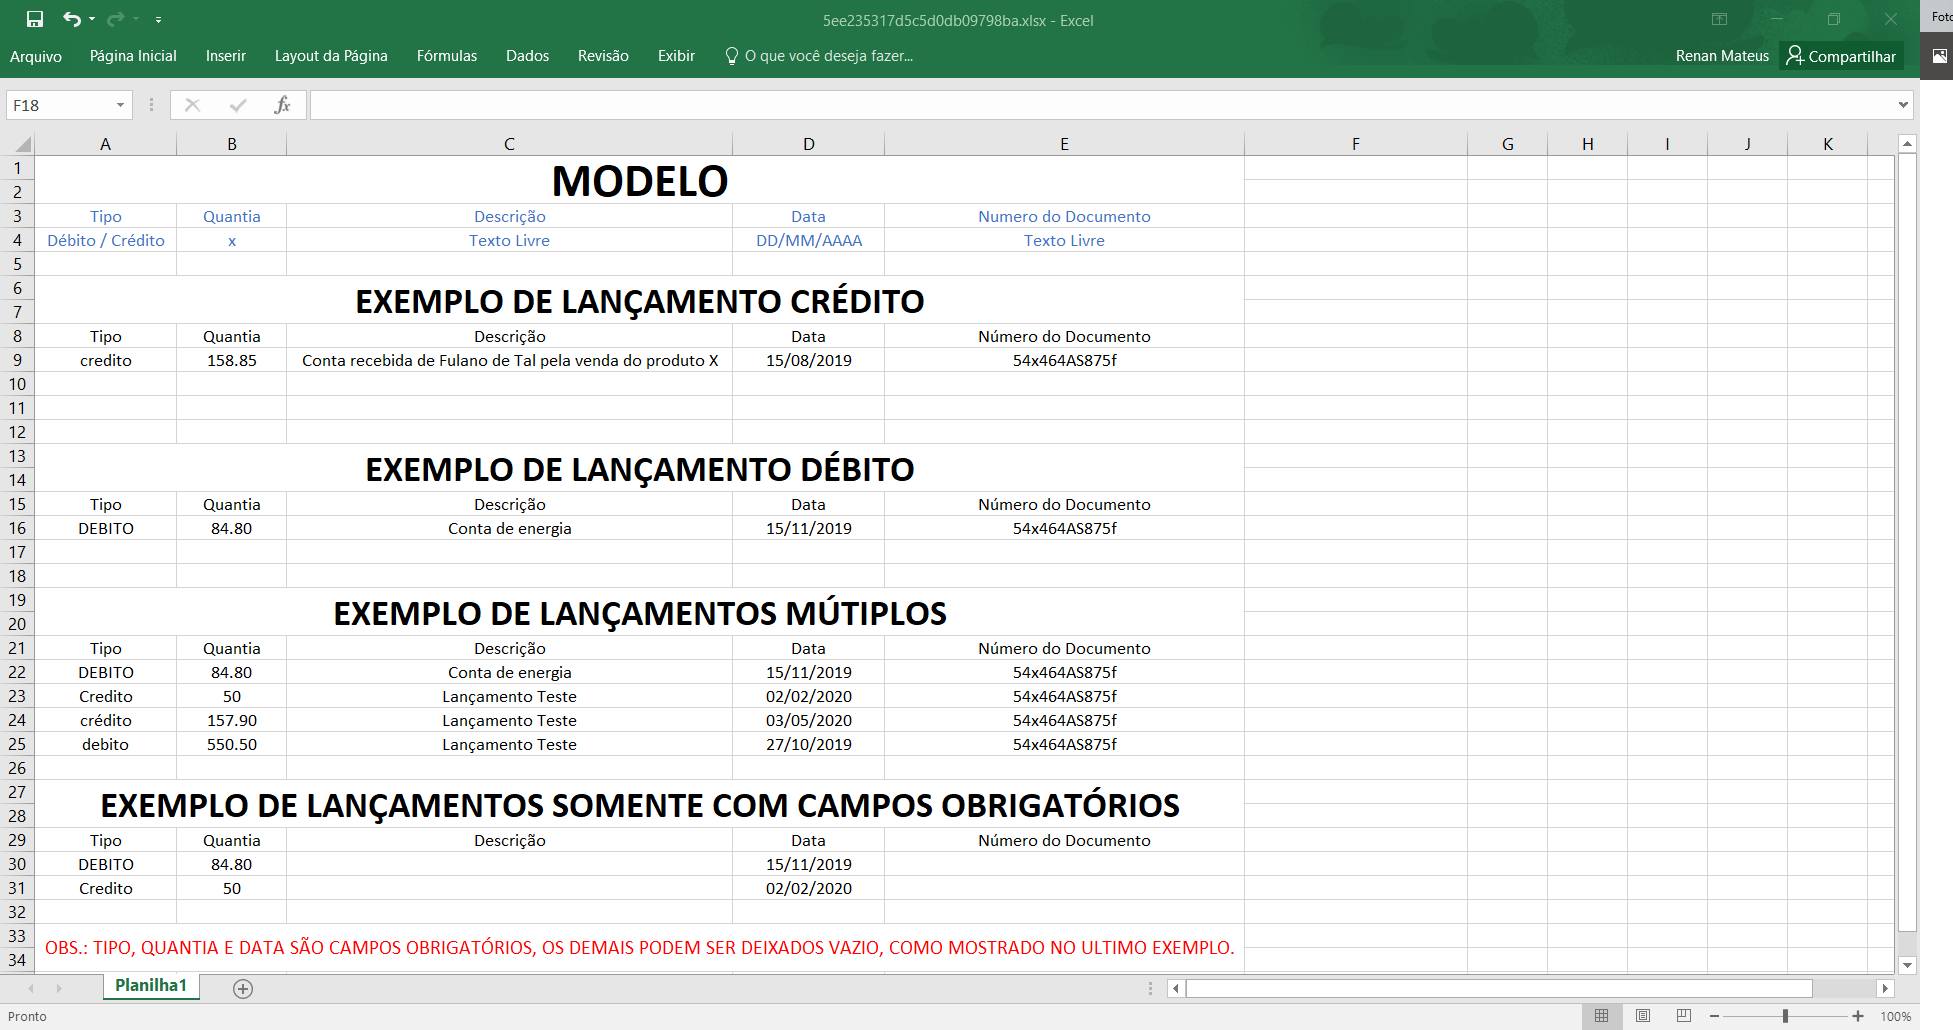 5ee235317d5c5d0db09798ba.xlsx - Excel
Foto
Arquivo Página Inicial Inserir Layout da Página Fórmulas Dados Revisão Exibir O que você deseja fazer... Renan Mateus Compartilhar
F18 fx
A B C D E F G H I J K
1 MODELO
2
3 Tipo Quantia Descrição Data Numero do Documento
4 Débito / Crédito x Texto Livre DD/MM/AAAA Texto Livre
5
6 EXEMPLO DE LANÇAMENTO CRÉDITO
7
8 Tipo Quantia Descrição Data Número do Documento
9 credito 158.85 Conta recebida de Fulano de Tal pela venda do produto X 15/08/2019 54x464AS875f
10
11
12
13 EXEMPLO DE LANÇAMENTO DÉBITO
14
15 Tipo Quantia Descrição Data Número do Documento
16 DEBITO 84.80 Conta de energia 15/11/2019 54x464AS875f
17
18
19 EXEMPLO DE LANÇAMENTOS MÚTIPLOS
20
21 Tipo Quantia Descrição Data Número do Documento
22 DEBITO 84.80 Conta de energia 15/11/2019 54x464AS875f
23 Credito 50 Lançamento Teste 02/02/2020 54x464AS875f
24 crédito 157.90 Lançamento Teste 03/05/2020 54x464AS875f
25 debito 550.50 Lançamento Teste 27/10/2019 54x464AS875f
26
27 EXEMPLO DE LANÇAMENTOS SOMENTE COM CAMPOS OBRIGATÓRIOS
28
29 Tipo Quantia Descrição Data Número do Documento
30 DEBITO 84.80 15/11/2019
31 Credito 50 02/02/2020
32
33 OBS.: TIPO, QUANTIA E DATA SÃO CAMPOS OBRIGATÓRIOS, OS DEMAIS PODEM SER DEIXADOS VAZIO, COMO MOSTRADO NO ULTIMO EXEMPLO.
34
Planilha1
Pronto 100%